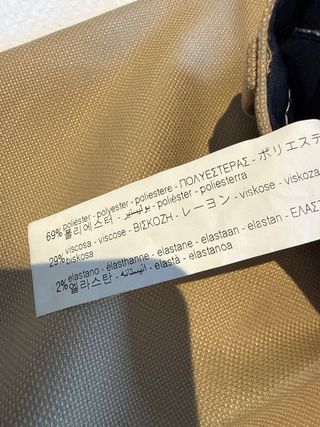 69% poliéster - polyester - poliestere - ΠΟΛΥΕΣΤΕΡΑΣ - ポリエステ
폴리에스터 - بوليستير - polièster - poliesterra
29% viscosa - viscose - ΒΙΣΚΟΖΗ - レーヨン - viskose - viskoza
biskosa
2% elastano - élasthanne - elastane - elastaan - elastan - ΕΛΑΣ
엘라스탄 - اليستانه - elastà - elastanoa